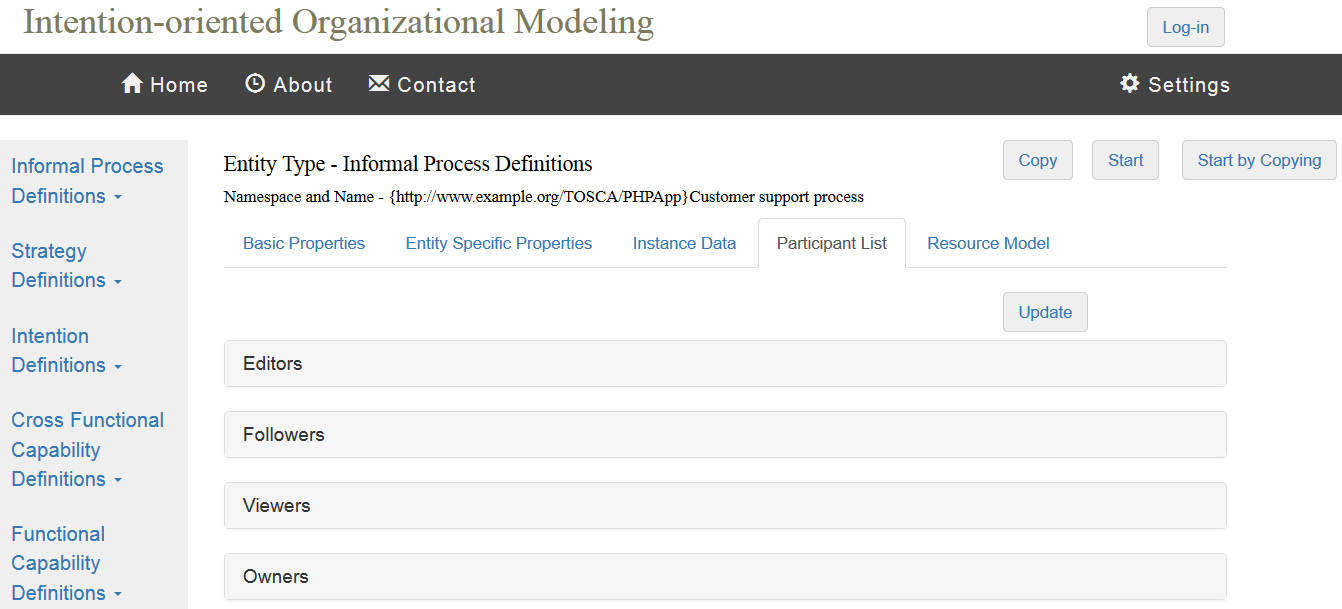 Intention-oriented Organizational Modeling
Log-in
Home About Contact Settings
Informal Process
Definitions
Strategy
Definitions
Intention
Definitions
Cross Functional
Capability
Definitions
Functional
Capability
Definitions
Entity Type - Informal Process Definitions
Copy Start Start by Copying
Namespace and Name - {http://www.example.org/TOSCA/PHPApp}Customer support process
Basic Properties Entity Specific Properties Instance Data Participant List Resource Model
Update
Editors
Followers
Viewers
Owners